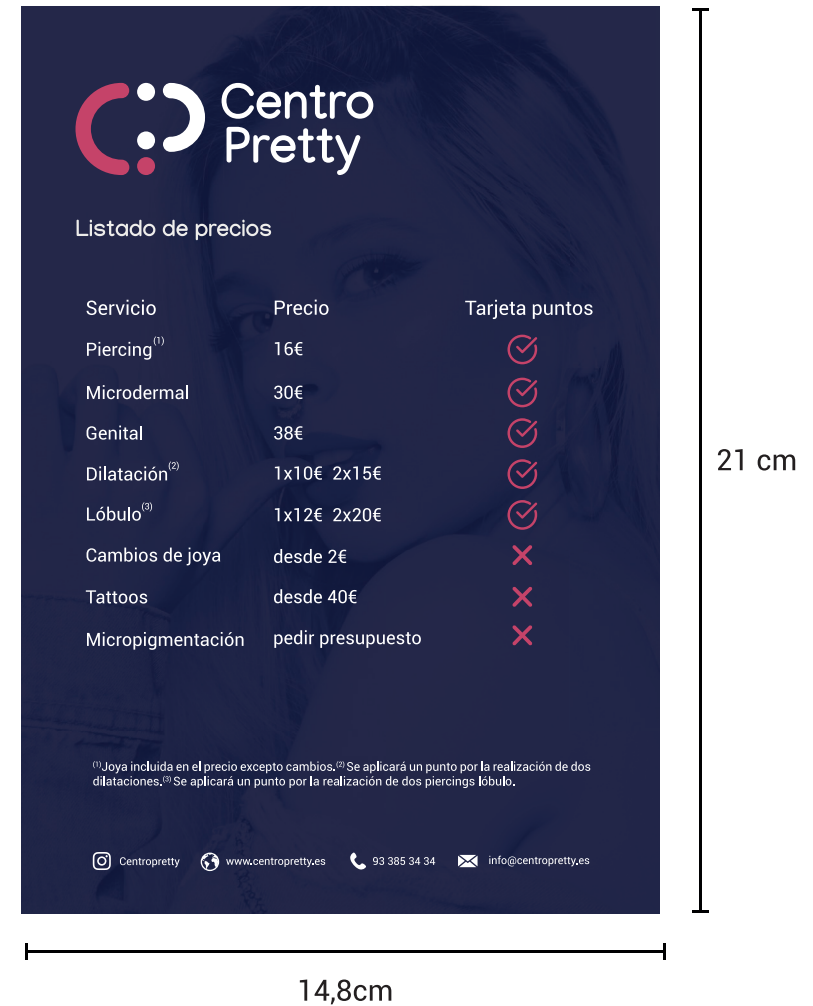 Centro
Pretty
Listado de precios
Servicio Precio Tarjeta puntos
Piercing(1) 16€
Microdermal 30€
Genital 38€
Dilatación(2) 1x10€ 2x15€
Lóbulo(3) 1x12€ 2x20€
Cambios de joya desde 2€
Tattoos desde 40€
Micropigmentación pedir presupuesto
(1)Joya incluida en el precio excepto cambios.(2) Se aplicará un punto por la realización de dos
dilataciones.(3) Se aplicará un punto por la realización de dos piercings lóbulo.
Centropretty www.centropretty.es 93 385 34 34 info@centropretty.es
21 cm
14,8cm